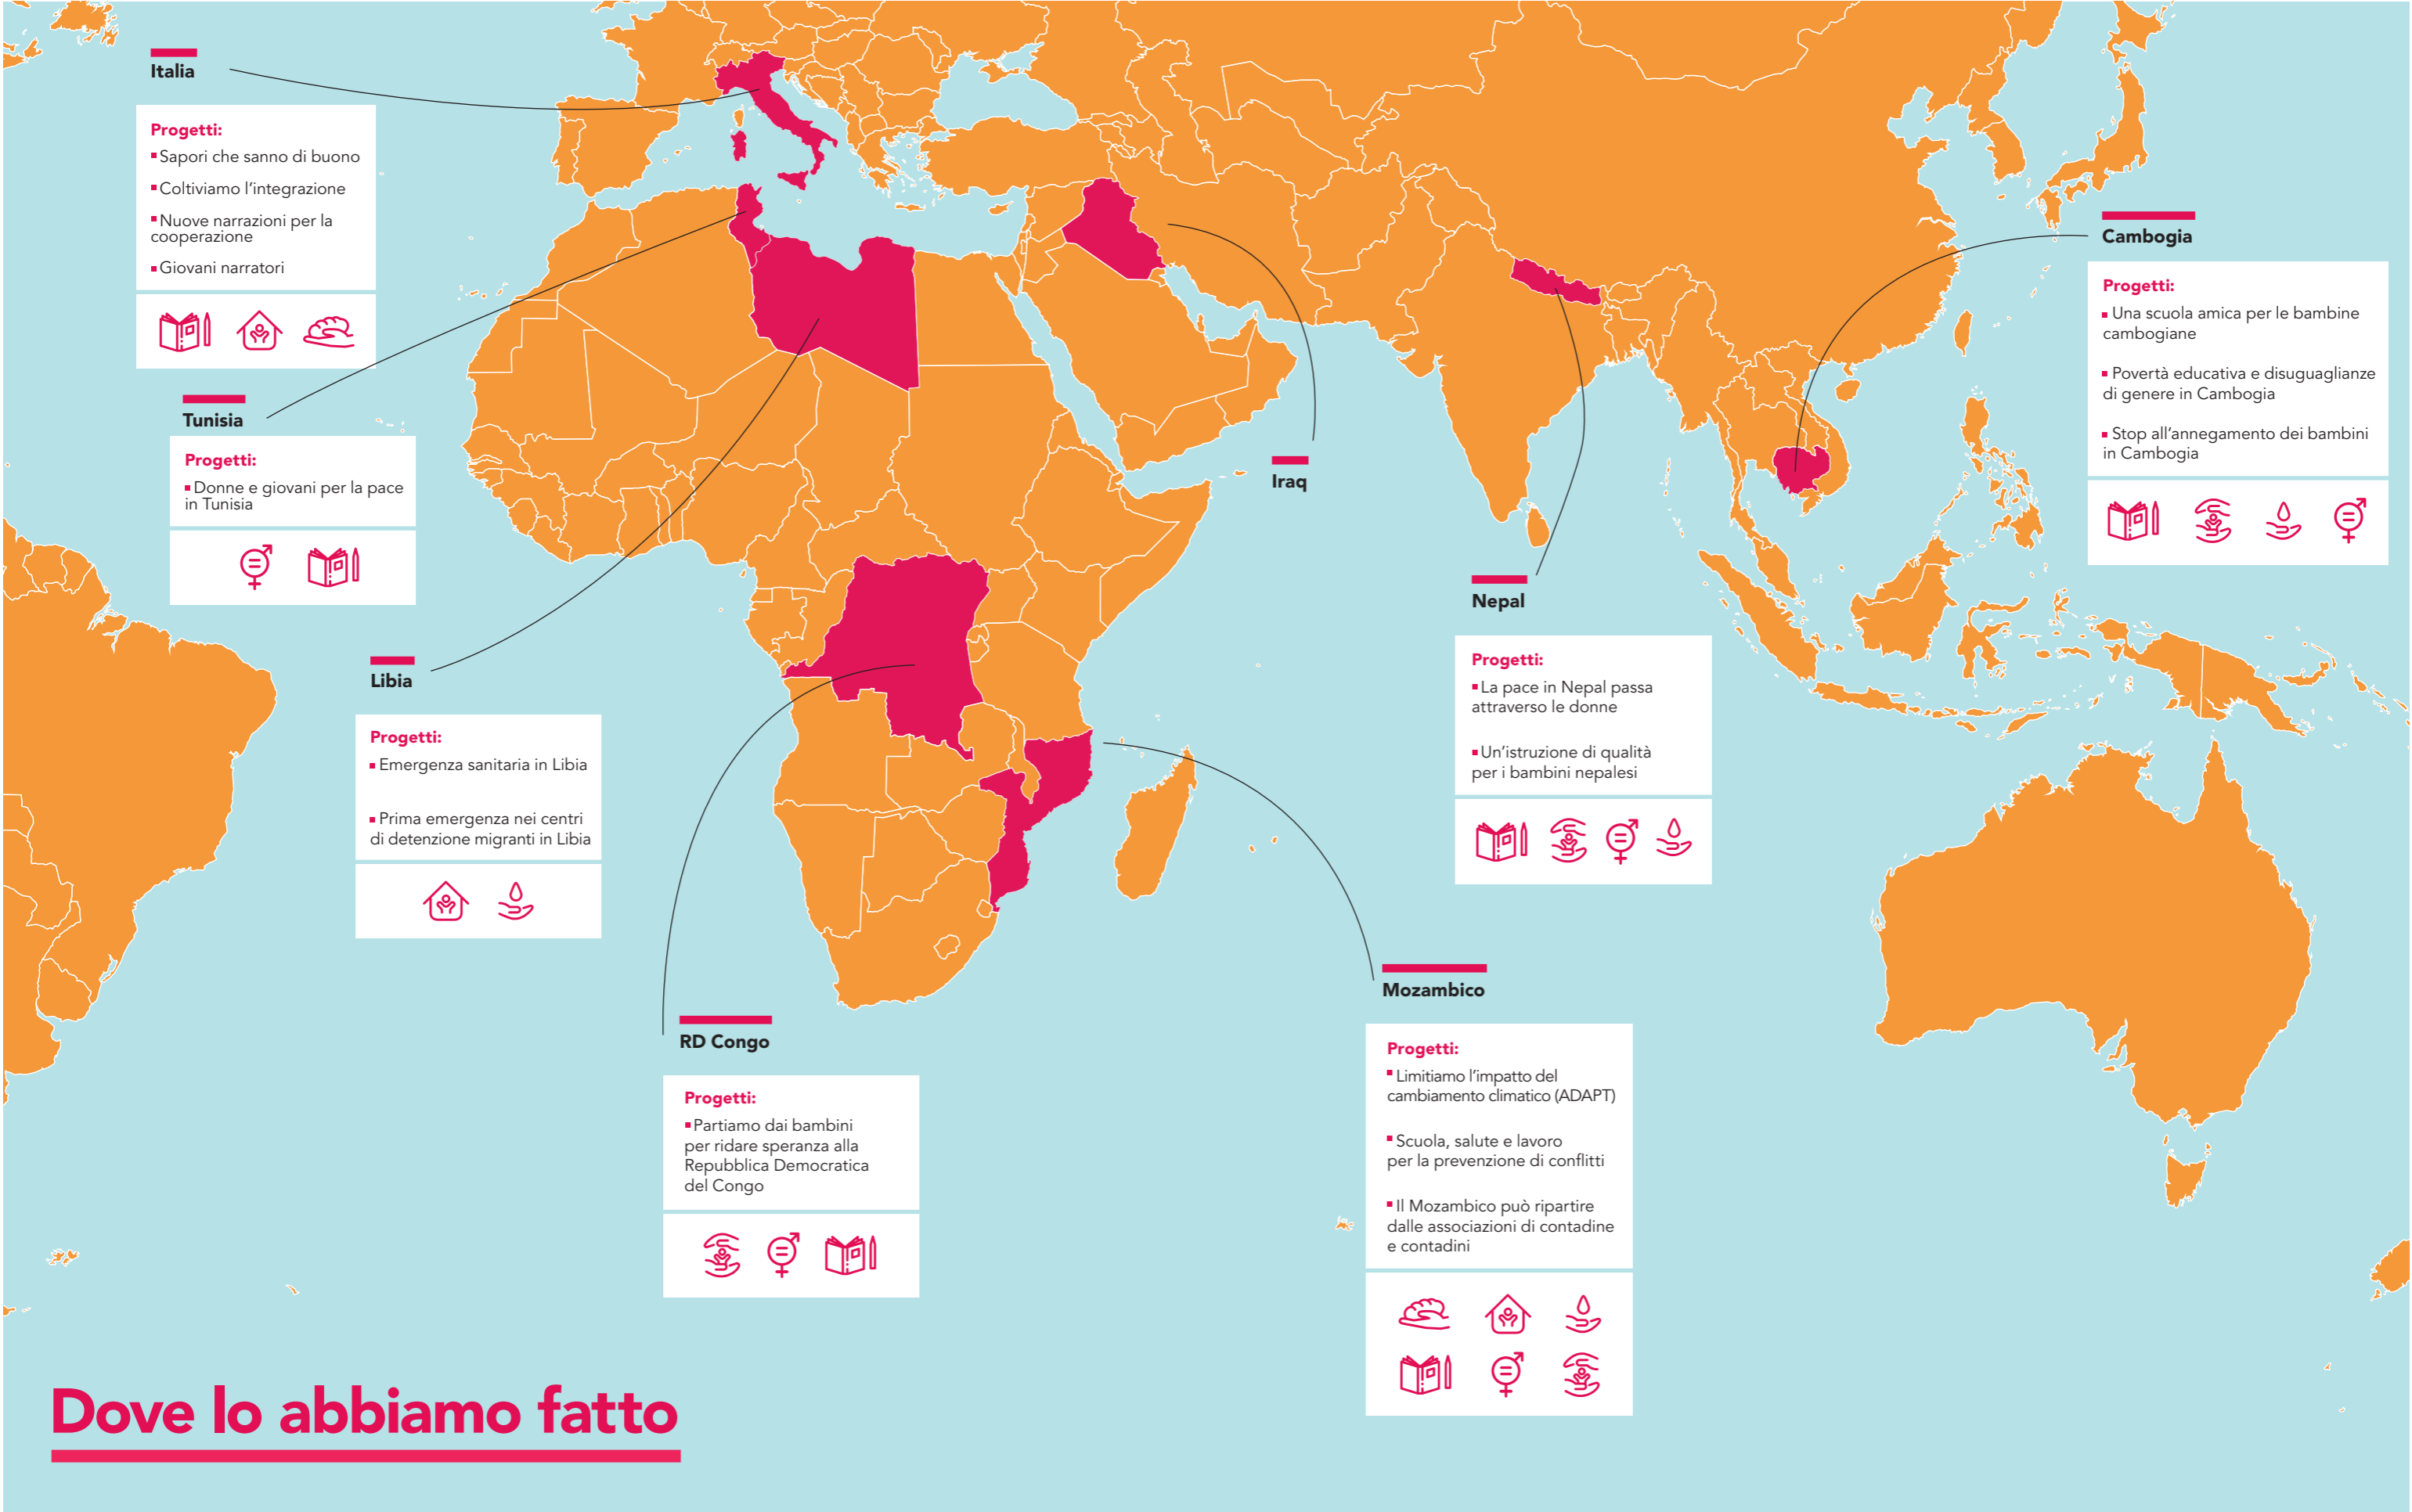 Italia
Progetti:
▪ Sapori che sanno di buono
▪ Coltiviamo l'integrazione
▪ Nuove narrazioni per la
cooperazione
▪ Giovani narratori
Tunisia
Progetti:
▪ Donne e giovani per la pace
in Tunisia
Libia
Progetti:
▪ Emergenza sanitaria in Libia
▪ Prima emergenza nei centri
di detenzione migranti in Libia
RD Congo
Progetti:
▪ Partiamo dai bambini
per ridare speranza alla
Repubblica Democratica
del Congo
Iraq
Nepal
Progetti:
▪ La pace in Nepal passa
attraverso le donne
▪ Un'istruzione di qualità
per i bambini nepalesi
Mozambico
Progetti:
▪ Limitiamo l'impatto del
cambiamento climatico (ADAPT)
▪ Scuola, salute e lavoro
per la prevenzione di conflitti
▪ Il Mozambico può ripartire
dalle associazioni di contadine
e contadini
Cambogia
Progetti:
▪ Una scuola amica per le bambine
cambogiane
▪ Povertà educativa e disuguaglianze
di genere in Cambogia
▪ Stop all'annegamento dei bambini
in Cambogia
Dove lo abbiamo fatto